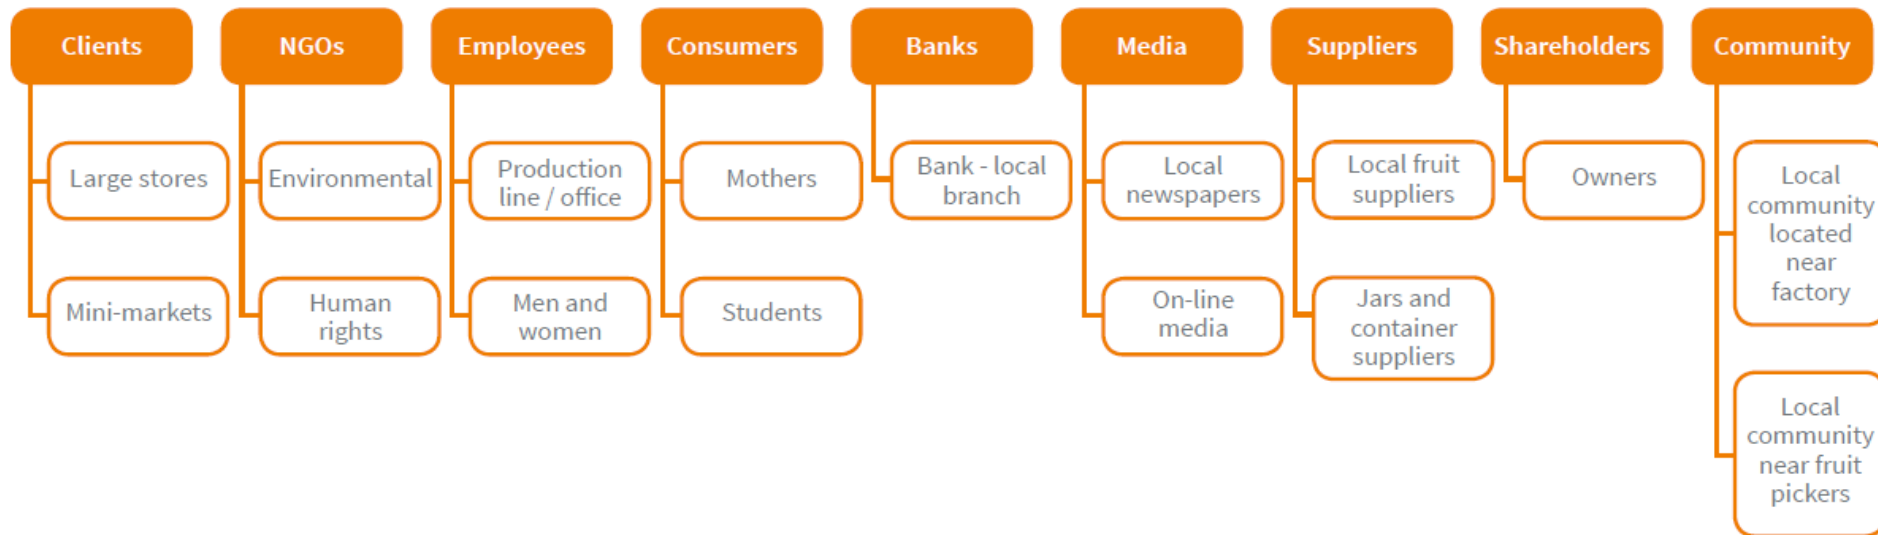 Clients
NGOs
Employees
Consumers
Banks
Media
Suppliers
Shareholders
Community
Large stores
Mini-markets
Environmental
Human
rights
Production
line / office
Men and
women
Mothers
Students
Bank - local
branch
Local
newspapers
On-line
media
Local fruit
suppliers
Jars and
container
suppliers
Owners
Local
community
located
near
factory
Local
community
near fruit
pickers